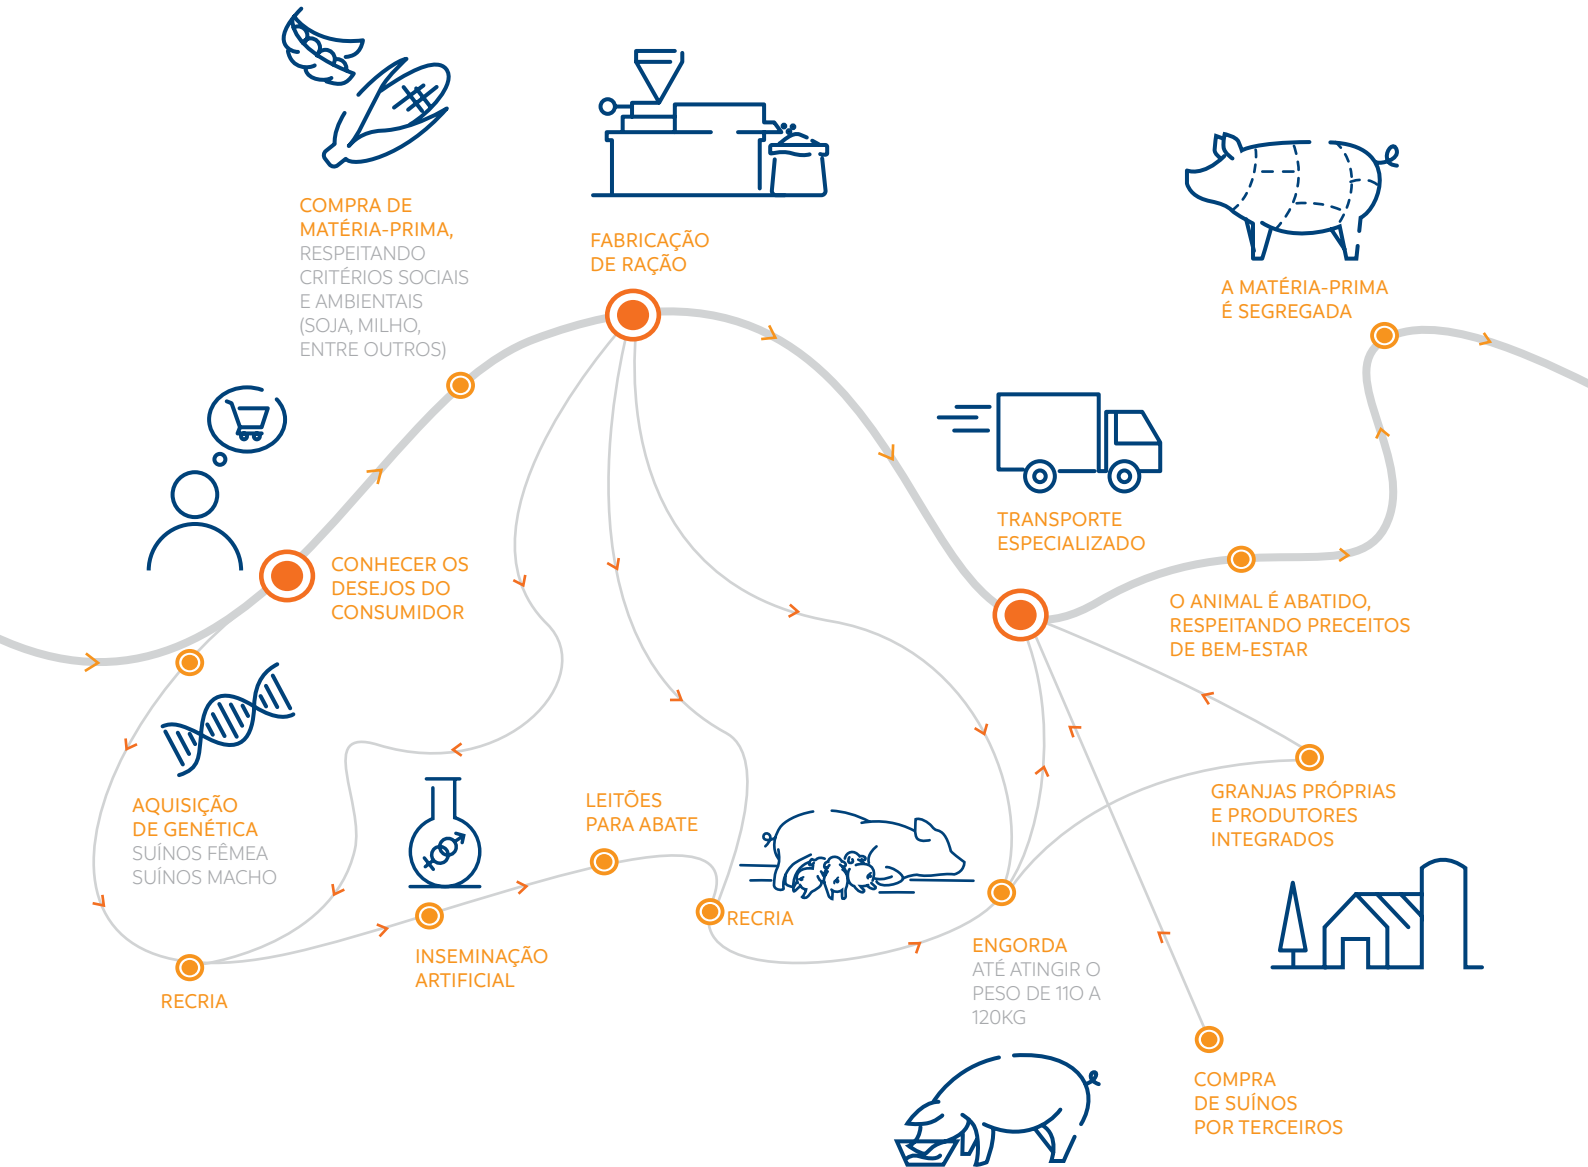 COMPRA DE
MATÉRIA-PRIMA,
RESPEITANDO
CRITÉRIOS SOCIAIS
E AMBIENTAIS
(SOJA, MILHO,
ENTRE OUTROS)
FABRICAÇÃO
DE RAÇÃO
A MATÉRIA-PRIMA
É SEGREGADA
CONHECER OS
DESEJOS DO
CONSUMIDOR
TRANSPORTE
ESPECIALIZADO
O ANIMAL É ABATIDO,
RESPEITANDO PRECEITOS
DE BEM-ESTAR
AQUISIÇÃO
DE GENÉTICA
SUÍNOS FÊMEA
SUÍNOS MACHO
LEITÕES
PARA ABATE
GRANJAS PRÓPRIAS
E PRODUTORES
INTEGRADOS
RECRIA
INSEMINAÇÃO
ARTIFICIAL
RECRIA
ENGORDA
ATÉ ATINGIR O
PESO DE 110 A
120KG
COMPRA
DE SUÍNOS
POR TERCEIROS